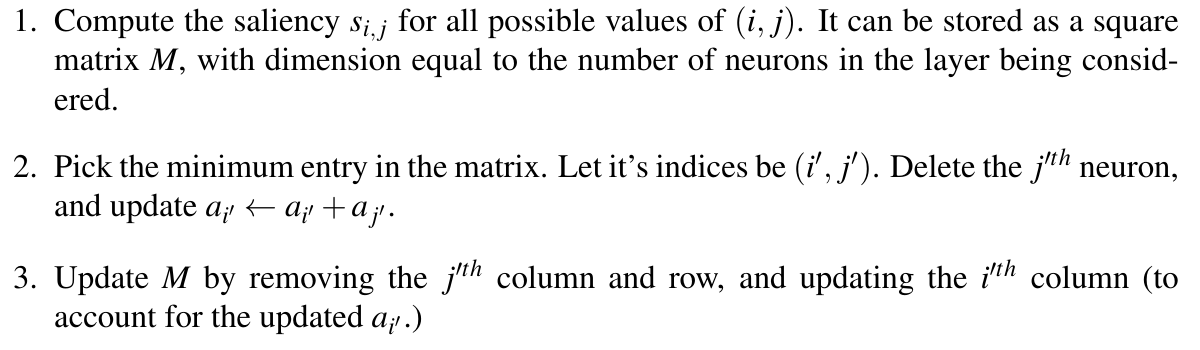 1. Compute the saliency s_{i,j} for all possible values of (i, j). It can be stored as a square
matrix M, with dimension equal to the number of neurons in the layer being consid-
ered.
2. Pick the minimum entry in the matrix. Let it's indices be (i′, j′). Delete the j′th neuron,
and update a_{i′} ← a_{i′} + a_{j′}.
3. Update M by removing the j′th column and row, and updating the i′th column (to
account for the updated a_{i′}.)